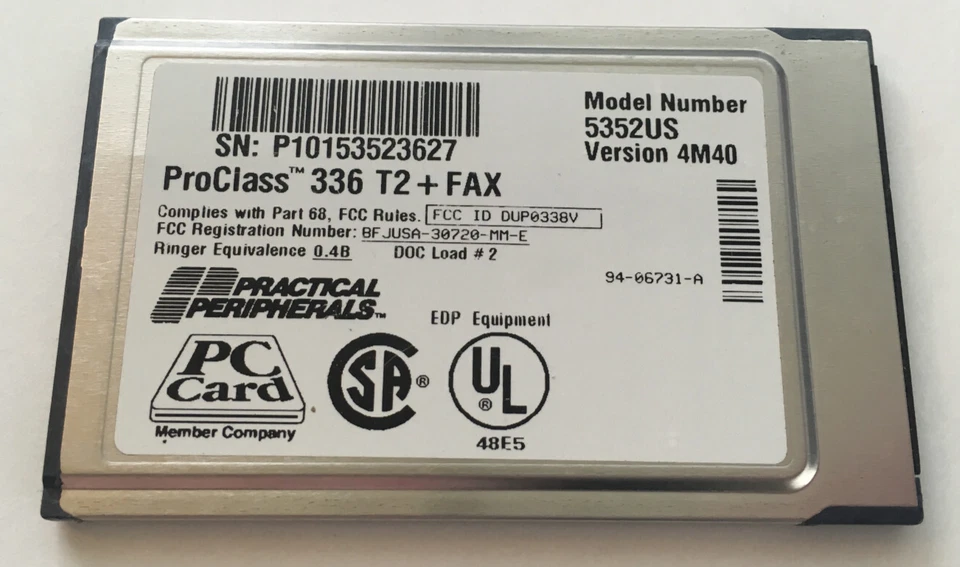 SN: P10153523627
Model Number
5352US
Version 4M40
ProClass™ 336 T2 + FAX
Complies with Part 68, FCC Rules. FCC ID DUP0338V
FCC Registration Number: BFJUSA-30720-MM-E
Ringer Equivalence 0.4B DOC Load # 2
94-06731-A
PRACTICAL
PERIPHERALS™
EDP Equipment
PC
Card
Member Company
SA®
UL
®
48E5